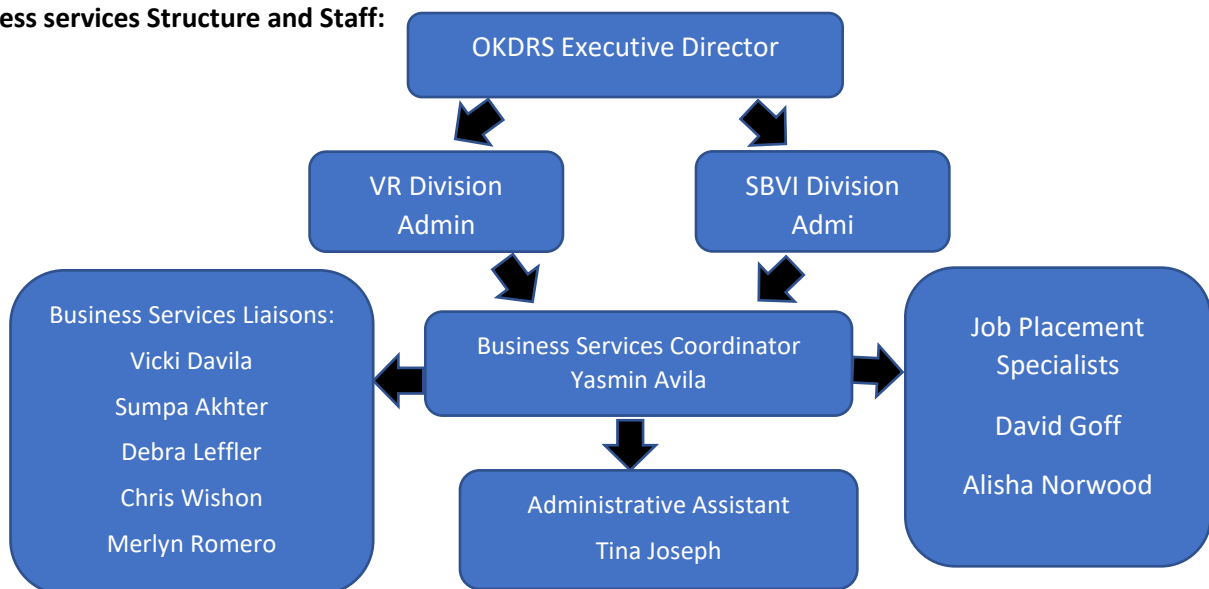 ess services Structure and Staff:
OKDRS Executive Director
VR Division
Admin
SBVI Division
Admi
Business Services Liaisons:
Vicki Davila
Sumpa Akhter
Debra Leffler
Chris Wishon
Merlyn Romero
Business Services Coordinator
Yasmin Avila
Job Placement
Specialists
David Goff
Alisha Norwood
Administrative Assistant
Tina Joseph